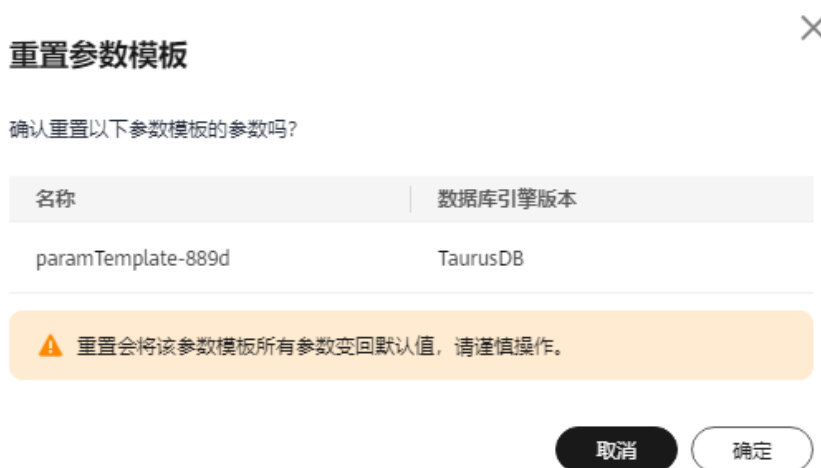 重置参数模板
确认重置以下参数模板的参数吗？
名称 数据库引擎版本
paramTemplate-889d TaurusDB
重置会将该参数模板所有参数变回默认值，请谨慎操作。
取消 确定